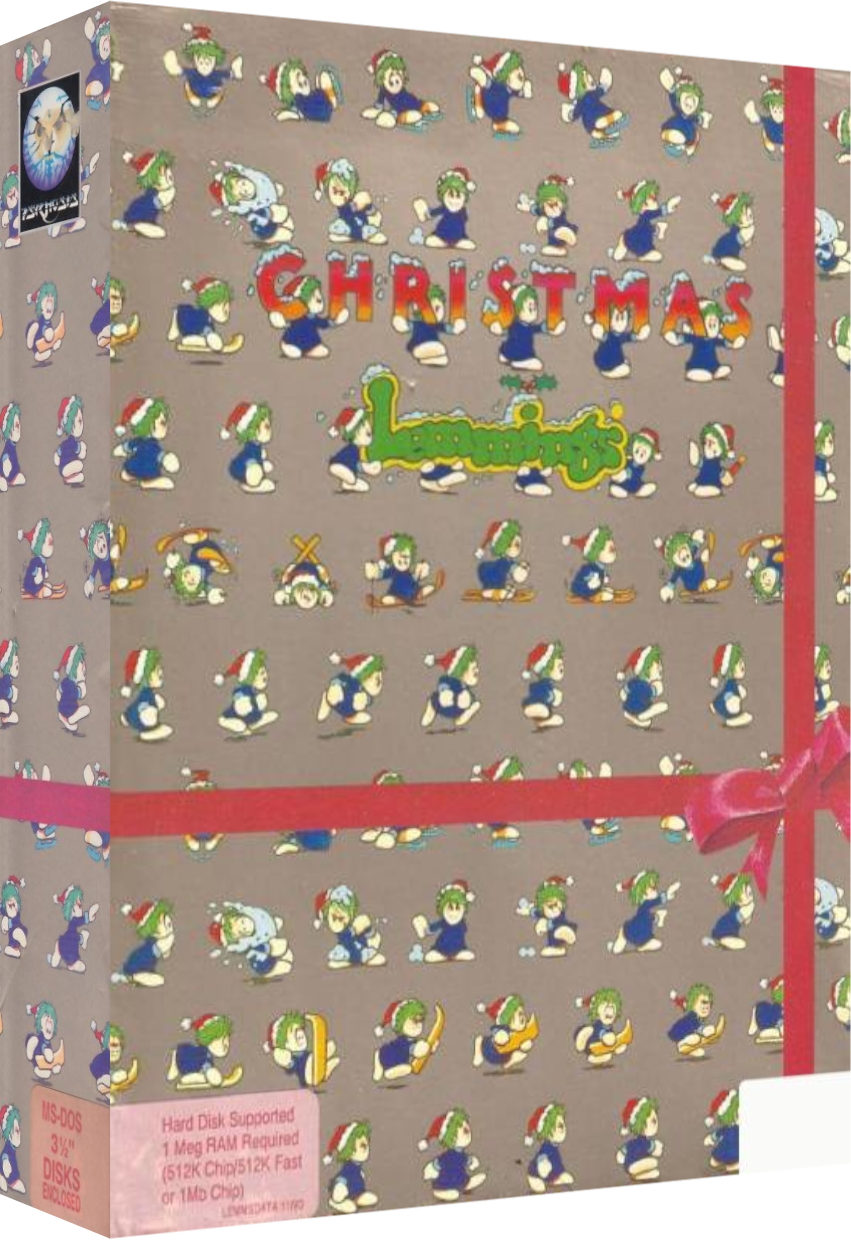 PSYGNOSIS
CHRISTMAS
Lemmings
MS-DOS
3½"
DISKS
ENCLOSED
Hard Disk Supported
1 Meg RAM Required
(512K Chip/512K Fast
or 1Mb Chip)